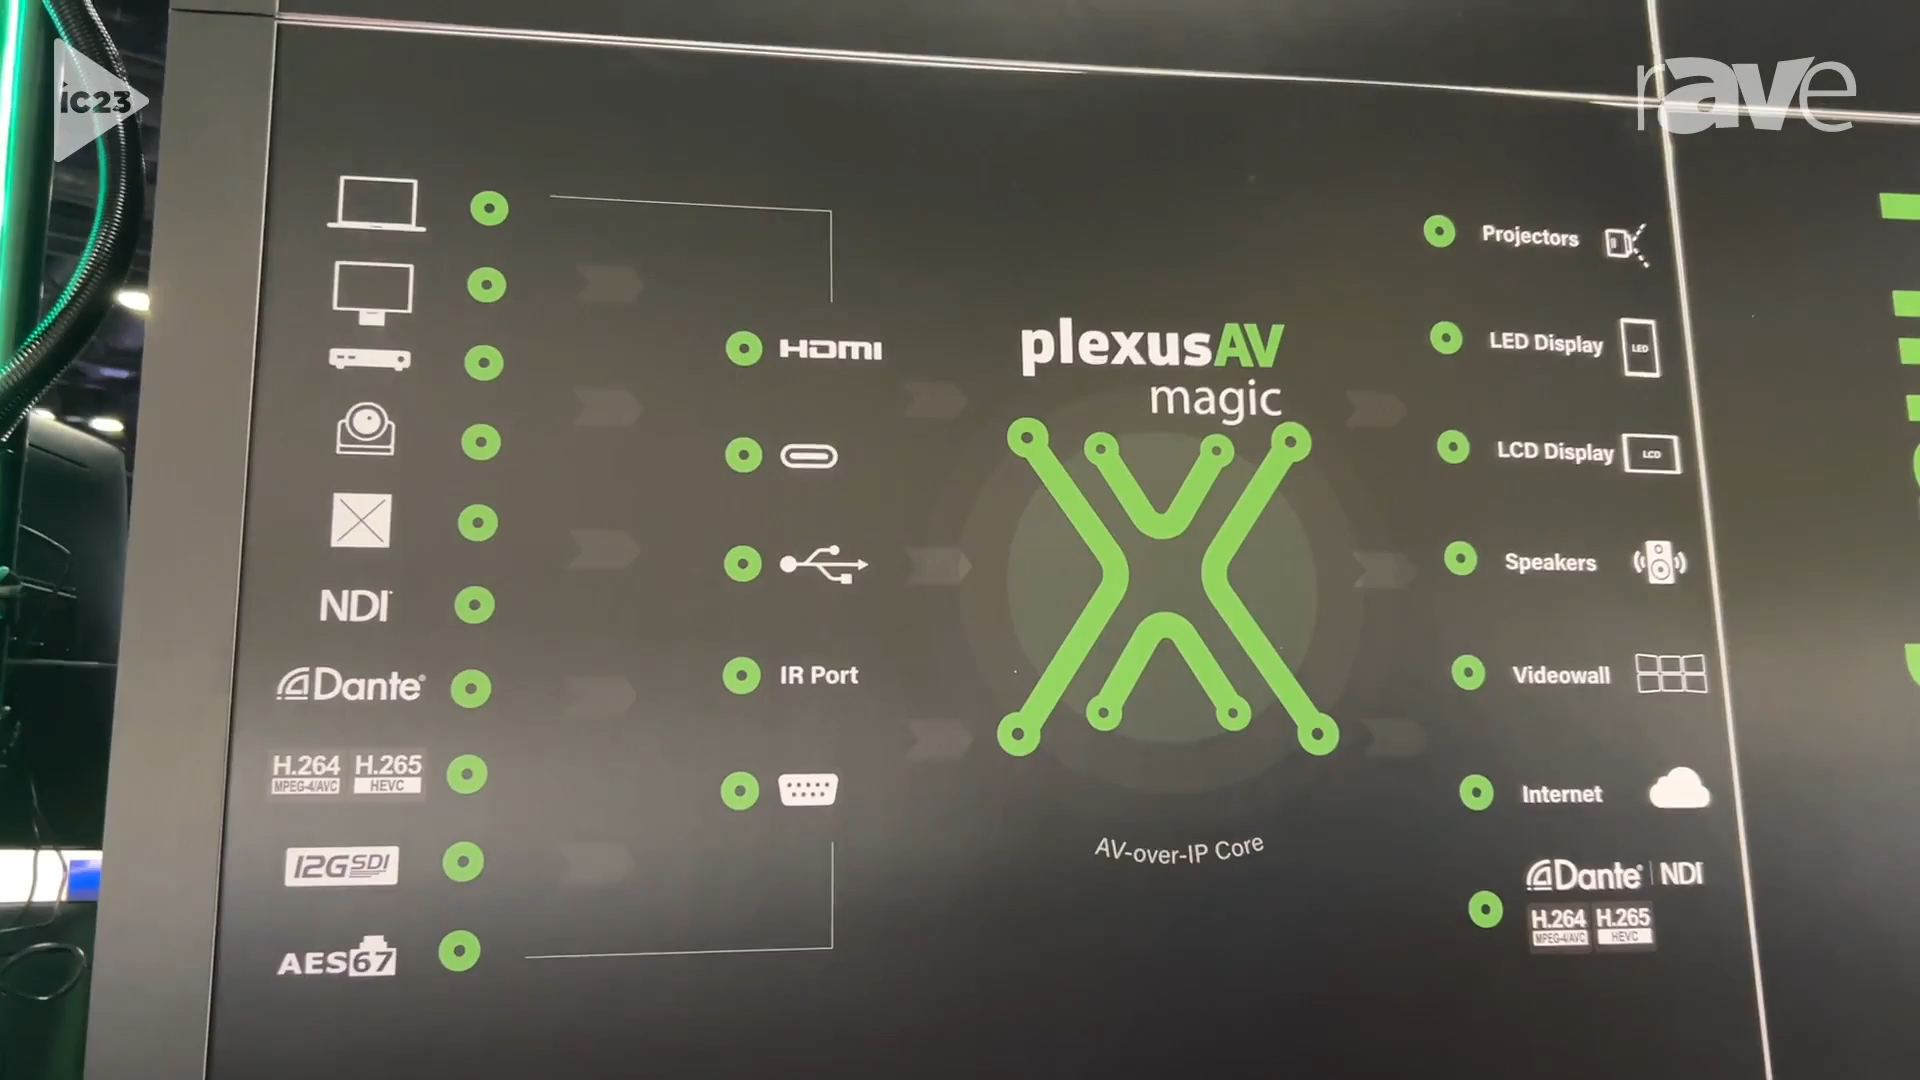 ic23
rAVe
plexusAV
magic
AV-over-IP Core
NDI
Dante
H.264 H.265
MPEG-4/AVC HEVC
12G SDI
AES67
HDMI
IR Port
Projectors
LED Display LED
LCD Display LCD
Speakers
Videowall
Internet
Dante | NDI
H.264 H.265
MPEG-4/AVC HEVC